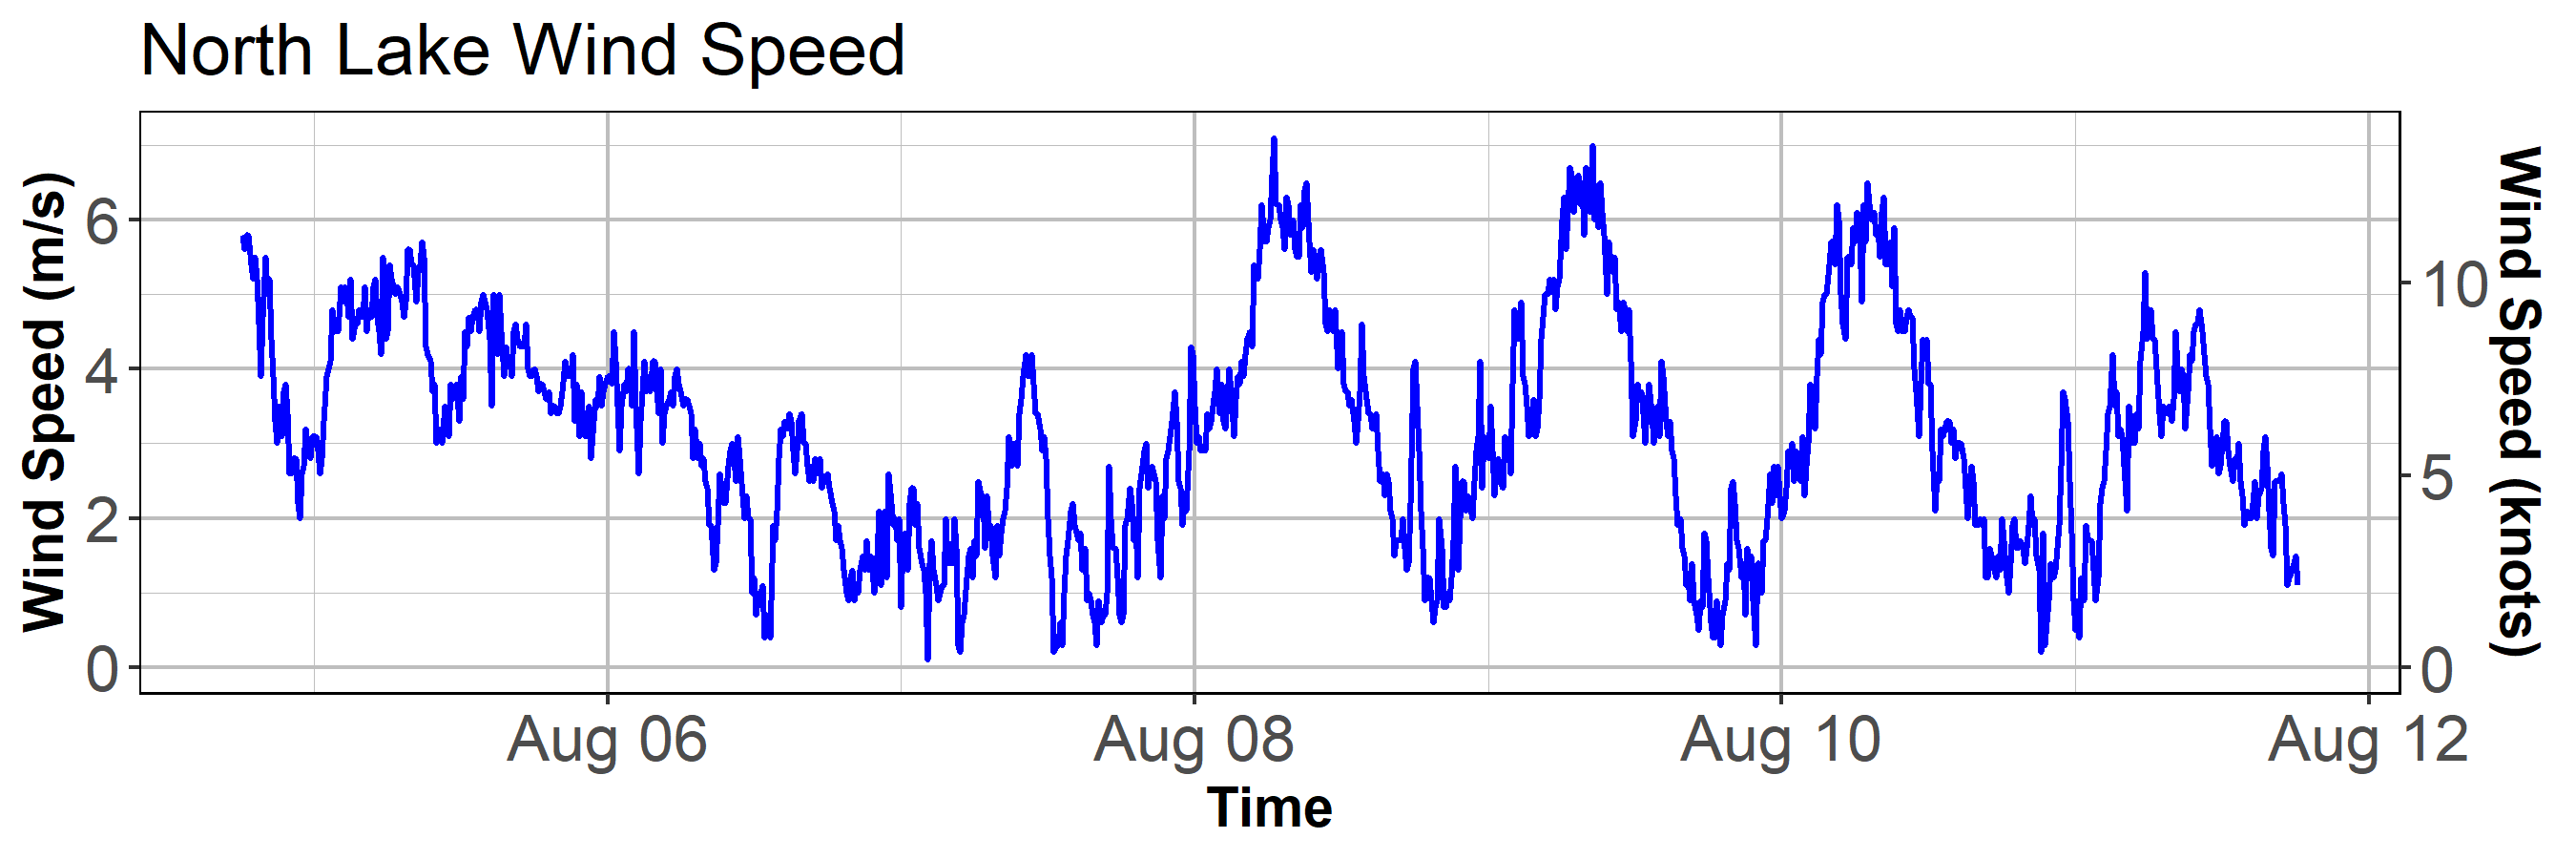 North Lake Wind Speed
Wind Speed (m/s)
6
4
2
0
Wind Speed (knots)
10
5
0
Aug 06
Aug 08
Aug 10
Aug 12
Time